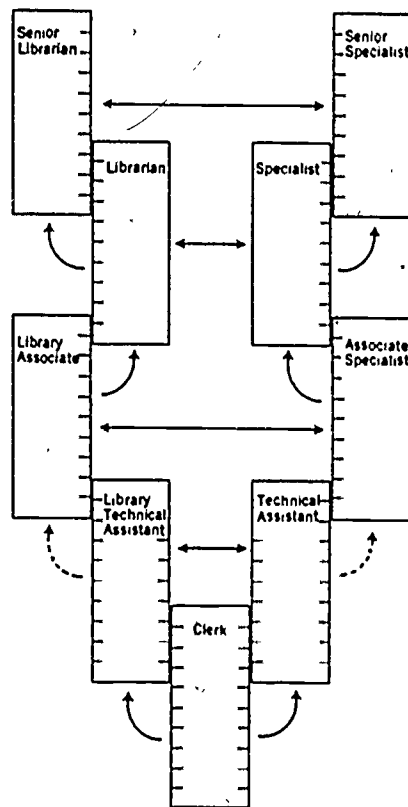 Senior
Librarian
Senior
Specialist
Librarian
Specialist
Library
Associate
Associate
Specialist
Library
Technical
Assistant
Technical
Assistant
Clerk